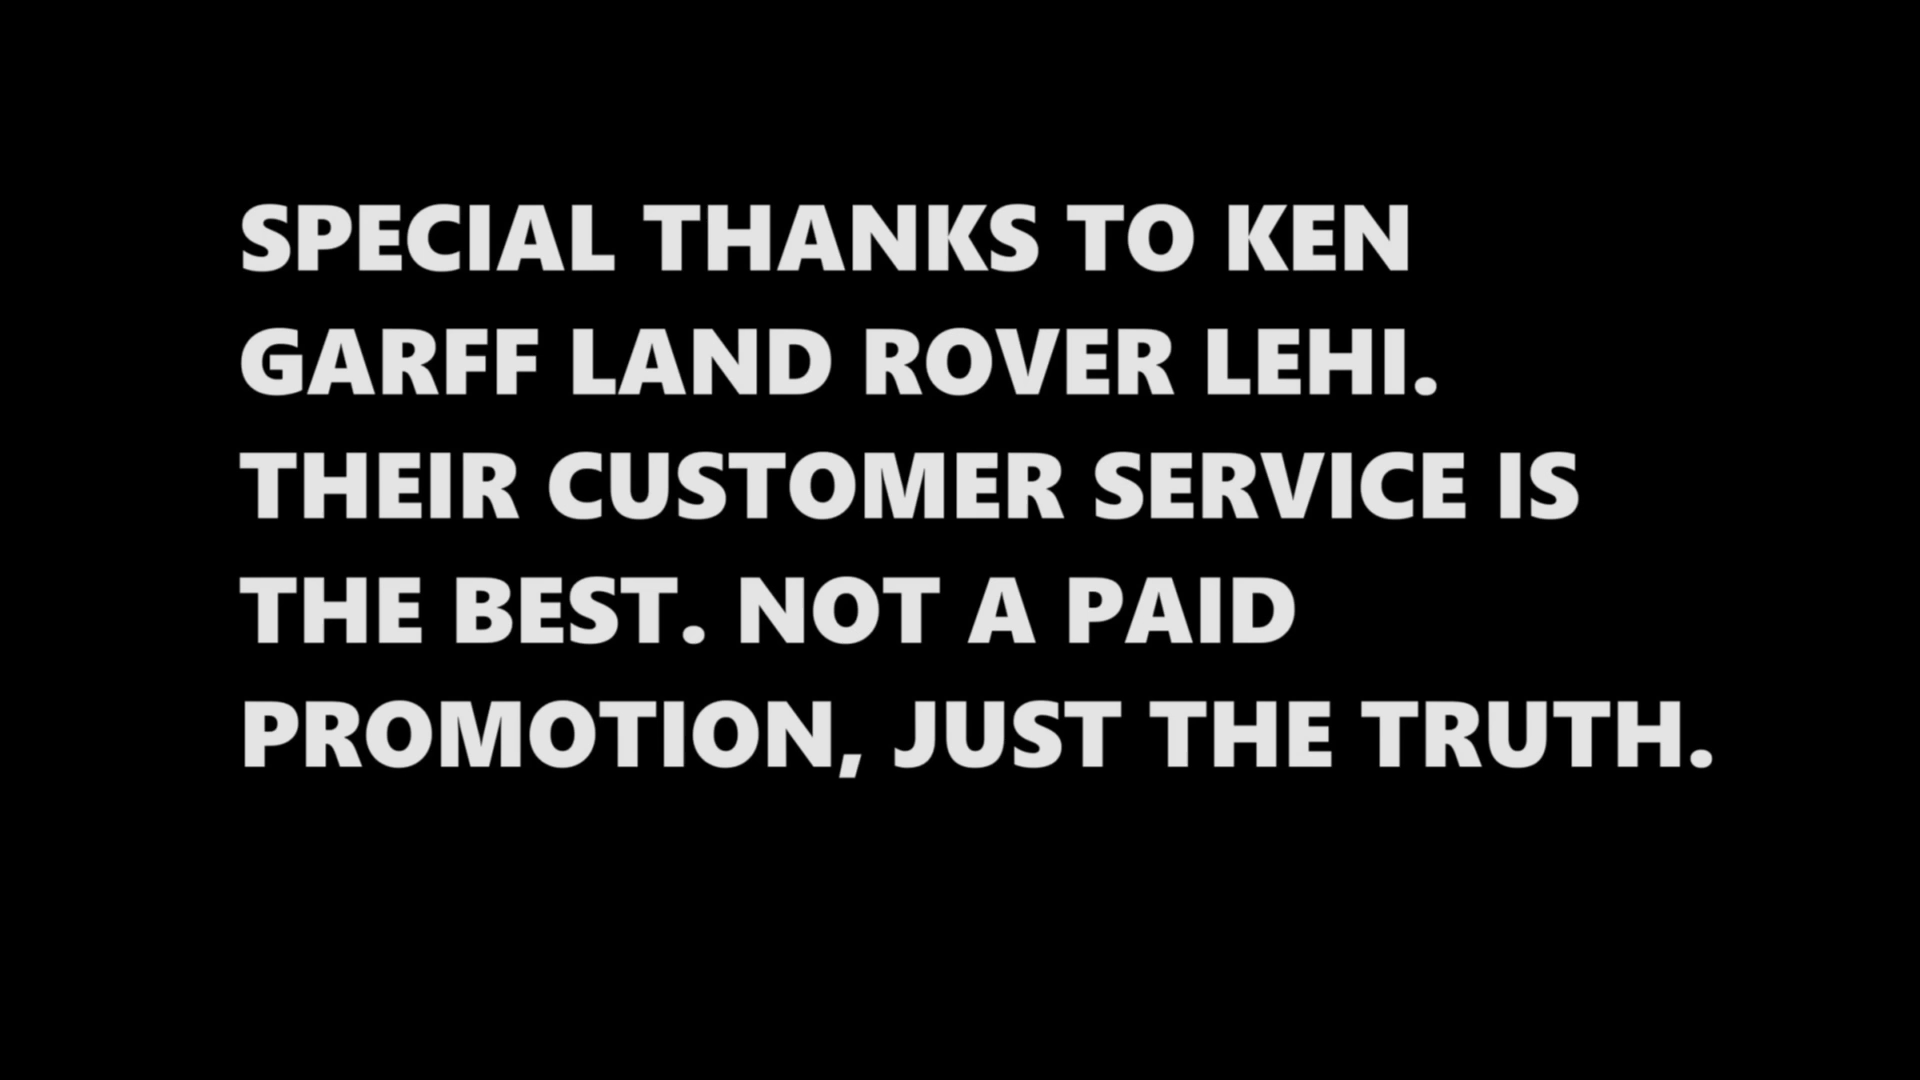 SPECIAL THANKS TO KEN
GARFF LAND ROVER LEHI.
THEIR CUSTOMER SERVICE IS
THE BEST. NOT A PAID
PROMOTION, JUST THE TRUTH.